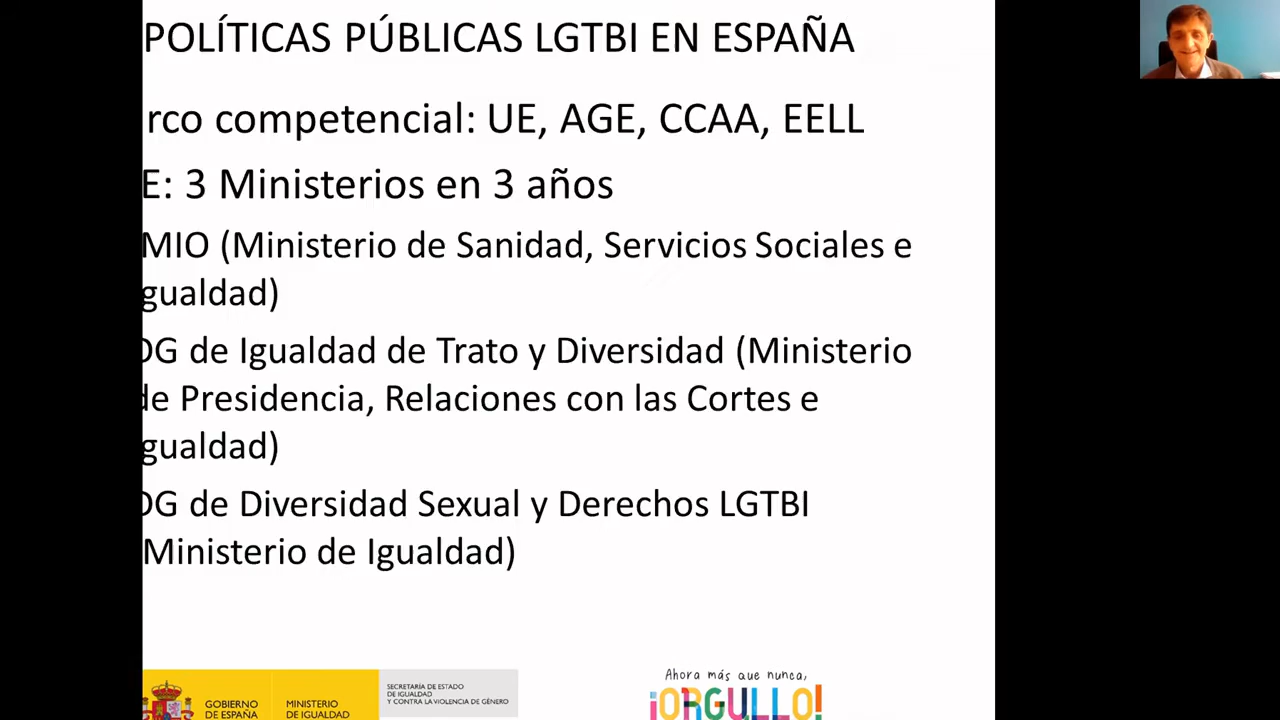 POLÍTICAS PÚBLICAS LGTBI EN ESPAÑA
rco competencial: UE, AGE, CCAA, EELL
E: 3 Ministerios en 3 años
MIO (Ministerio de Sanidad, Servicios Sociales e
gualdad)
DG de Igualdad de Trato y Diversidad (Ministerio
de Presidencia, Relaciones con las Cortes e
gualdad)
DG de Diversidad Sexual y Derechos LGTBI
Ministerio de Igualdad)
GOBIERNO
DE ESPAÑA
MINISTERIO
DE IGUALDAD
SECRETARÍA DE ESTADO
DE IGUALDAD
Y CONTRA LA VIOLENCIA DE GÉNERO
Ahora más que nunca,
¡ORGULLO!